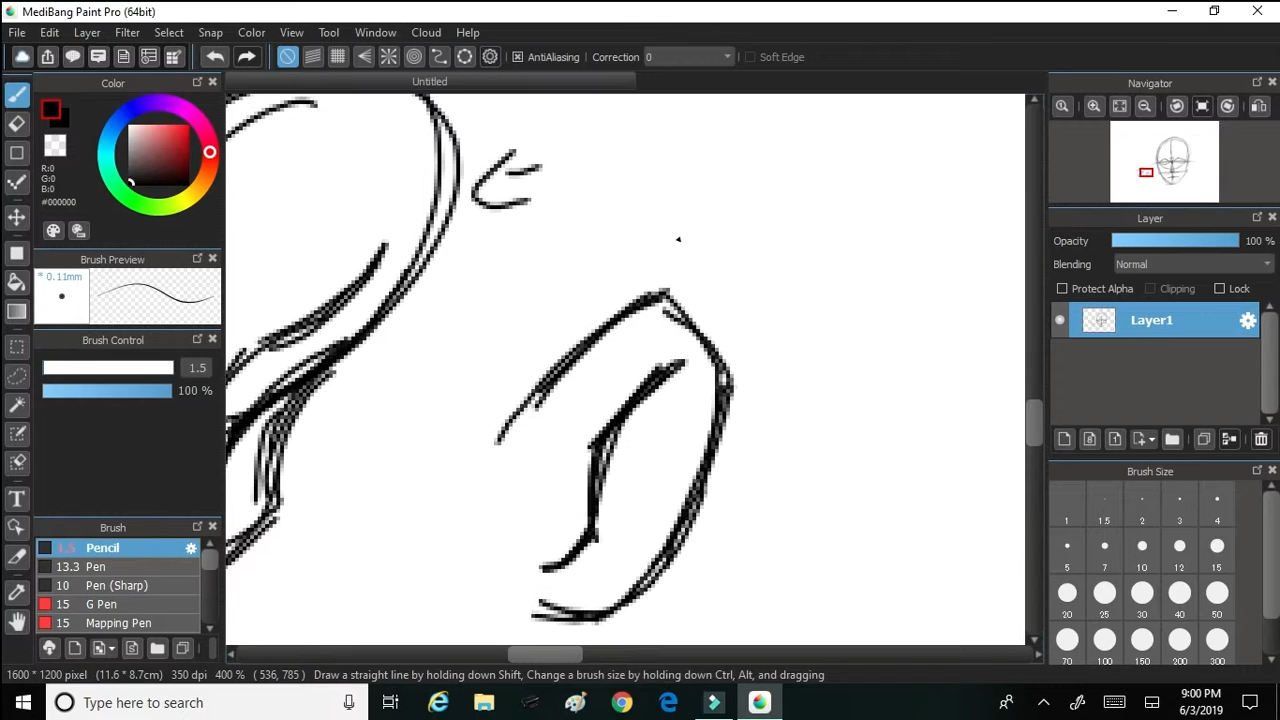 MediBang Paint Pro (64bit)
File Edit Layer Filter Select Snap Color View Tool Window Cloud Help
AntiAliasing Correction 0 Soft Edge
Color
Untitled
Navigator
R:0
G:0
B:0
#000000
Brush Preview
* 0.11mm
Brush Control
1.5
100 %
Layer
Opacity 100 %
Blending Normal
Protect Alpha Clipping Lock
Layer1
Brush
1.5 Pencil
13.3 Pen
10 Pen (Sharp)
15 G Pen
15 Mapping Pen
Brush Size
1 1.5 2 3 4
5 7 10 12 15
20 25 30 40 50
70 100 150 200 300
1600 * 1200 pixel (11.6 * 8.7cm) 350 dpi 400 % ( 536, 785 ) Draw a straight line by holding down Shift, Change a brush size by holding down Ctrl, Alt, and dragging
Type here to search
9:00 PM
6/3/2019